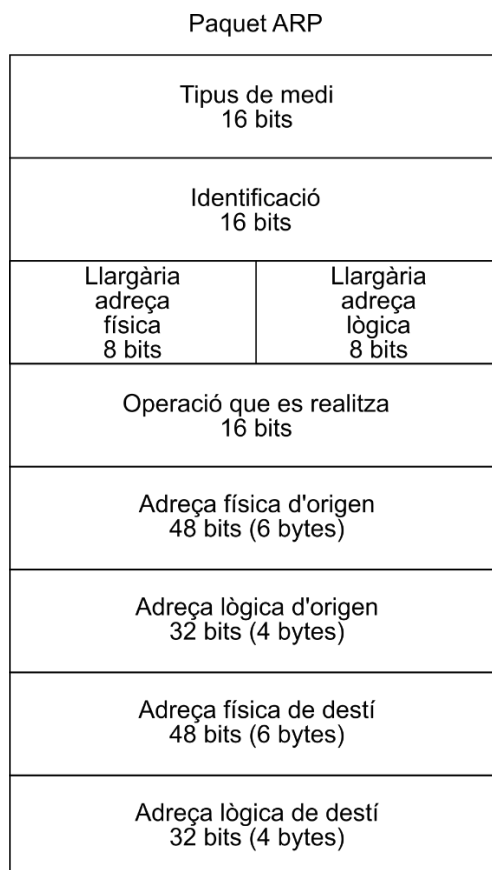 Paquet ARP
Tipus de medi
16 bits
Identificació
16 bits
Llargària
adreça
física
8 bits
Llargària
adreça
lògica
8 bits
Operació que es realitza
16 bits
Adreça física d'origen
48 bits (6 bytes)
Adreça lògica d'origen
32 bits (4 bytes)
Adreça física de destí
48 bits (6 bytes)
Adreça lògica de destí
32 bits (4 bytes)